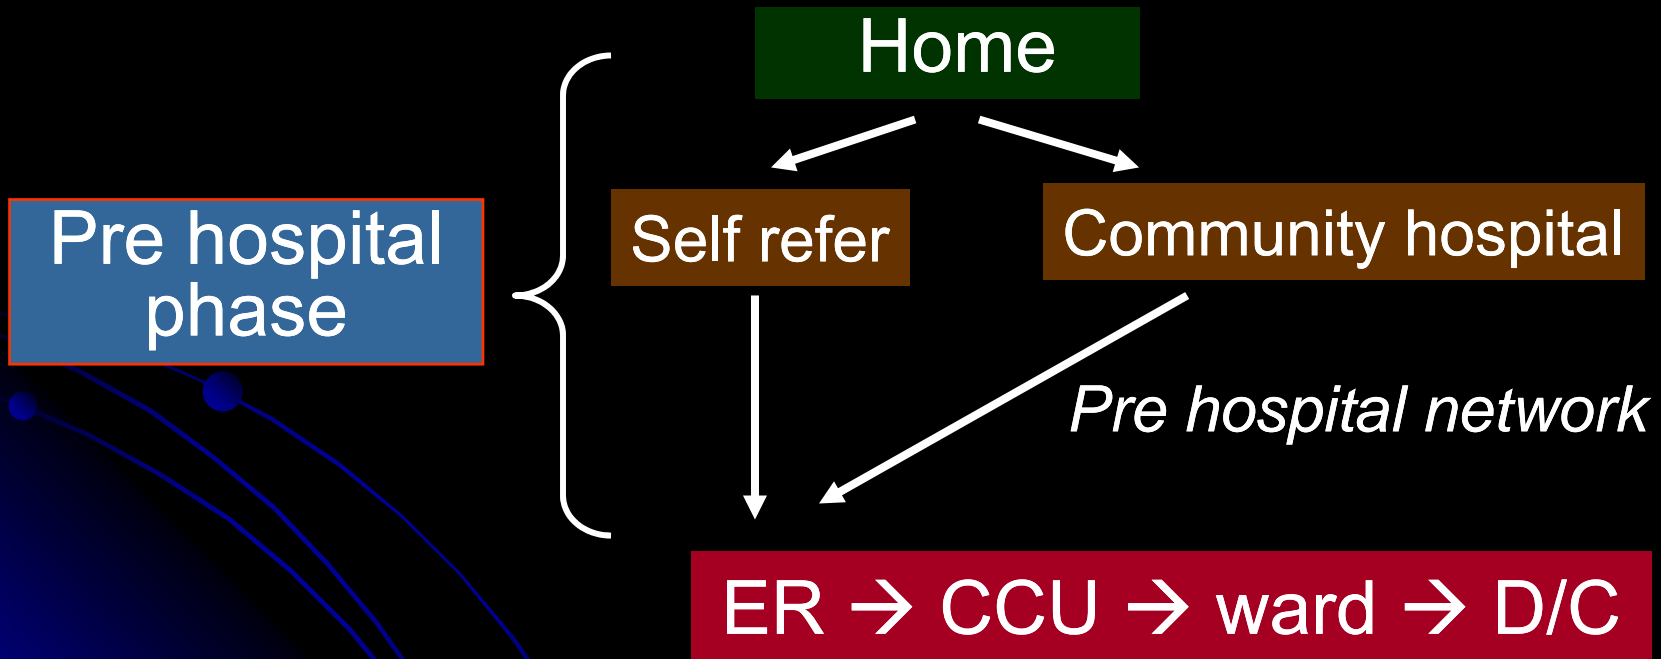 Home
Pre hospital
phase
Self refer
Community hospital
Pre hospital network
ER → CCU → ward → D/C